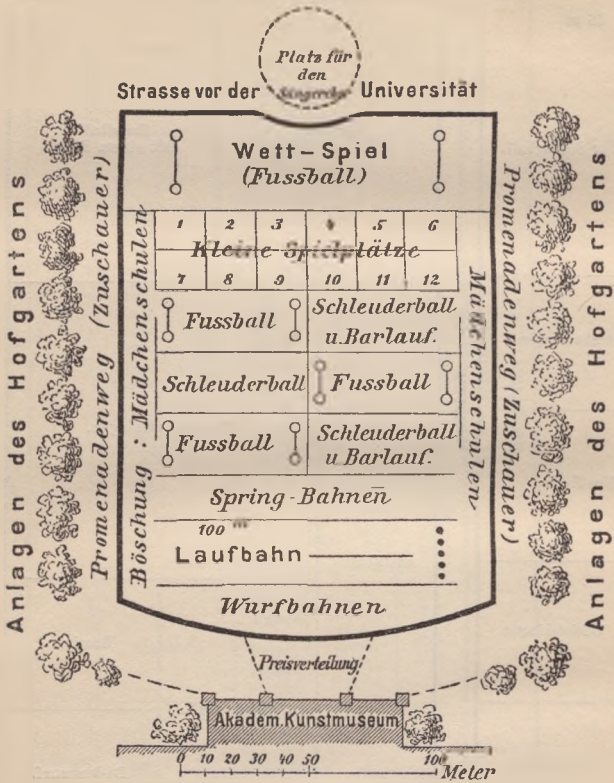 Platz für
den
Strasse vor der Universität
Wett-Spiel
(Fussball)
1 2 3 4 5 6
Kleine Spielplätze
7 8 9 10 11 12
Fussball
Schleuderball
u. Barlauf.
Schleuderball
Fussball
Fussball
Schleuderball
u. Barlauf.
Spring-Bahnen
100 m
Laufbahn
Wurfbahnen
Preisverteilung
Akadem. Kunstmuseum
0 10 20 30 40 50 100
Meter
Anlagen des Hofgartens
Promenadenweg (Zuschauer)
Böschung : Mädchenschulen
Mädchenschulen
Promenadenweg (Zuschauer)
Anlagen des Hofgartens